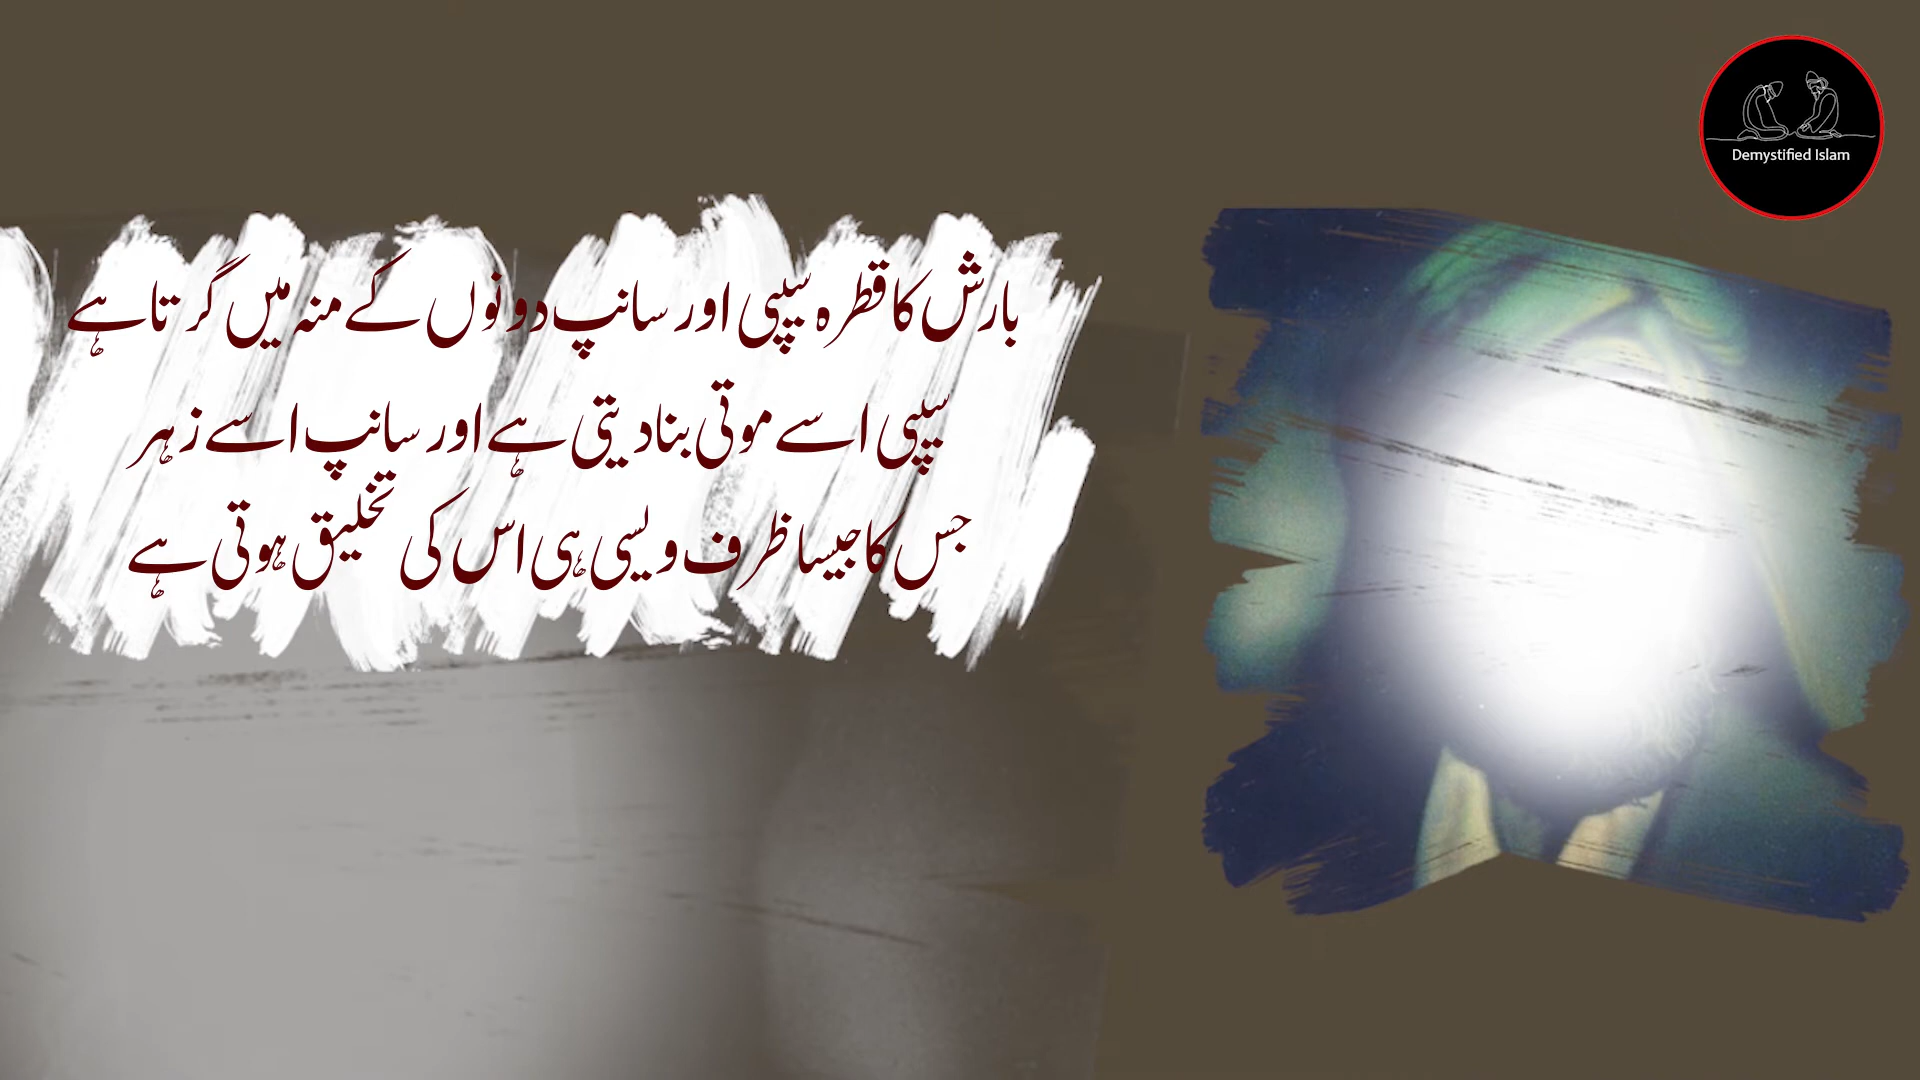 بارش کا قطرہ سیپی اور سانپ دونوں کے منہ میں گرتا ہے
سیپی اسے موتی بنا دیتی ہے اور سانپ اسے زہر
جس کا جیسا ظرف ویسی ہی اس کی تخلیق ہوتی ہے
Demystified Islam